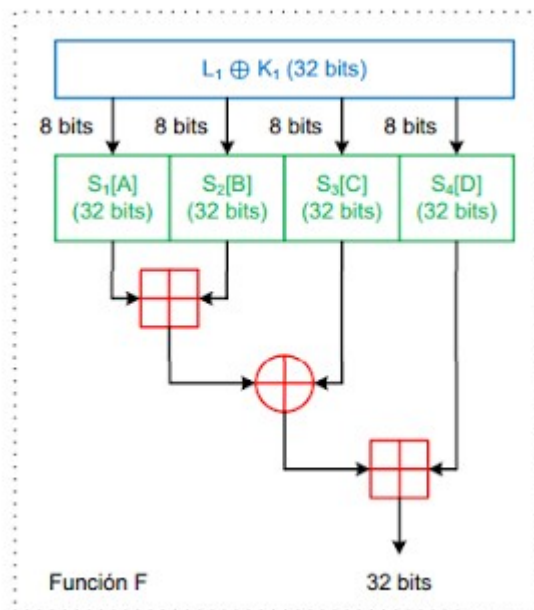 L₁ ⊕ K₁ (32 bits)
8 bits 8 bits 8 bits 8 bits
S₁[A] S₂[B] S₃[C] S₄[D]
(32 bits) (32 bits) (32 bits) (32 bits)
Función F 32 bits